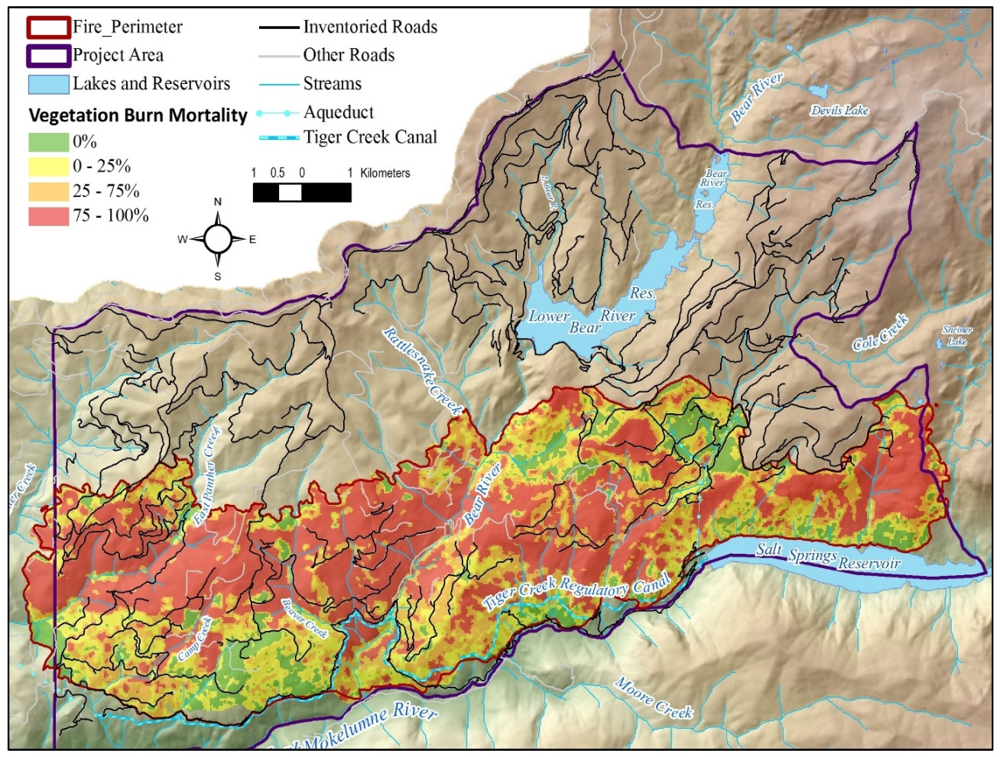 Fire_Perimeter
Project Area
Lakes and Reservoirs
Vegetation Burn Mortality
0%
0 - 25%
25 - 75%
75 - 100%
Inventoried Roads
Other Roads
Streams
Aqueduct
Tiger Creek Canal
1 0.5 0 1 Kilometers
N
W E
S
Bear River
Devils Lake
Bear
River
Res.
Bear R.
Res.
Lower River
Bear
Cole Creek
Shriner
Lake
Rattlesnake Creek
East Panther Creek
Creek
Bear River
Salt Springs Reservoir
Tiger Creek Regulatory Canal
Beaver Creek
Camp Creek
Moore Creek
Mokelumne River